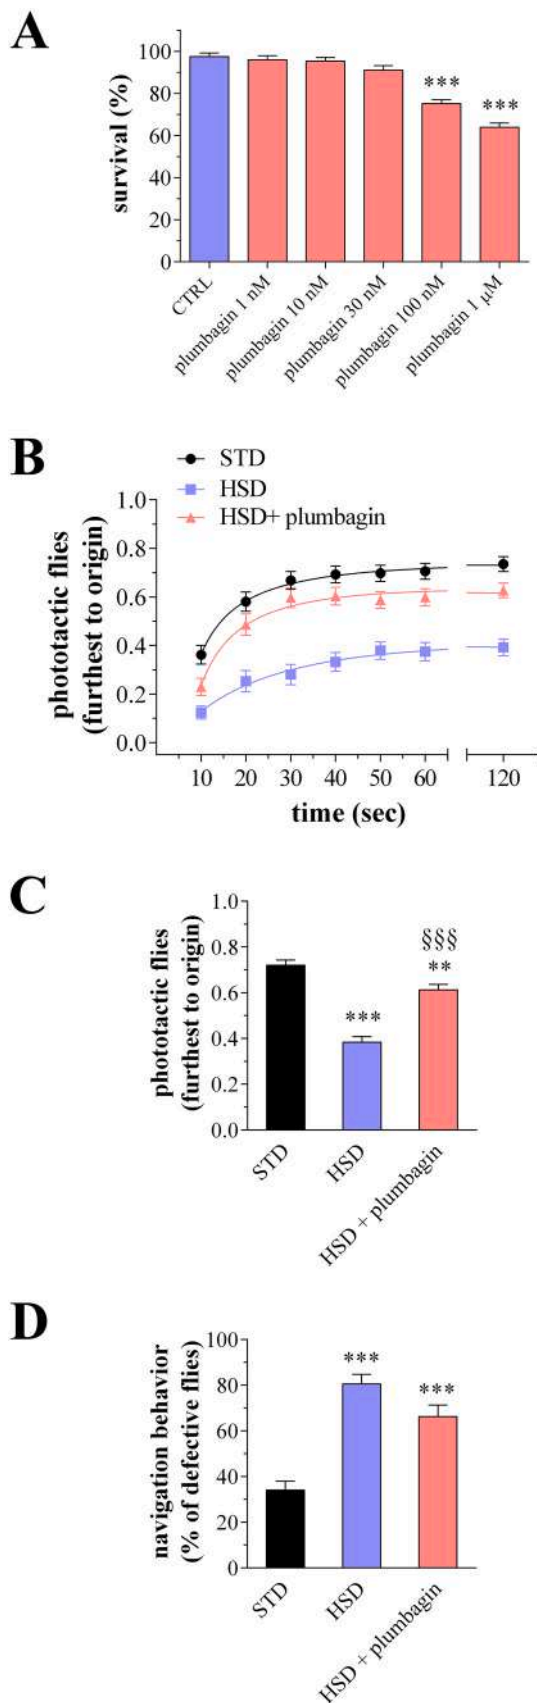 A
survival (%)
100
80
60
40
20
0
***
***
CTRL
plumbagin 1 nM
plumbagin 10 nM
plumbagin 30 nM
plumbagin 100 nM
plumbagin 1 µM
B
STD
HSD
HSD+ plumbagin
phototactic flies
(furthest to origin)
1.0
0.8
0.6
0.4
0.2
0.0
10 20 30 40 50 60 120
time (sec)
C
phototactic flies
(furthest to origin)
1.0
0.8
0.6
0.4
0.2
0.0
***
§§§
**
STD
HSD
HSD + plumbagin
D
navigation behavior
(% of defective flies)
100
80
60
40
20
0
***
***
STD
HSD
HSD + plumbagin